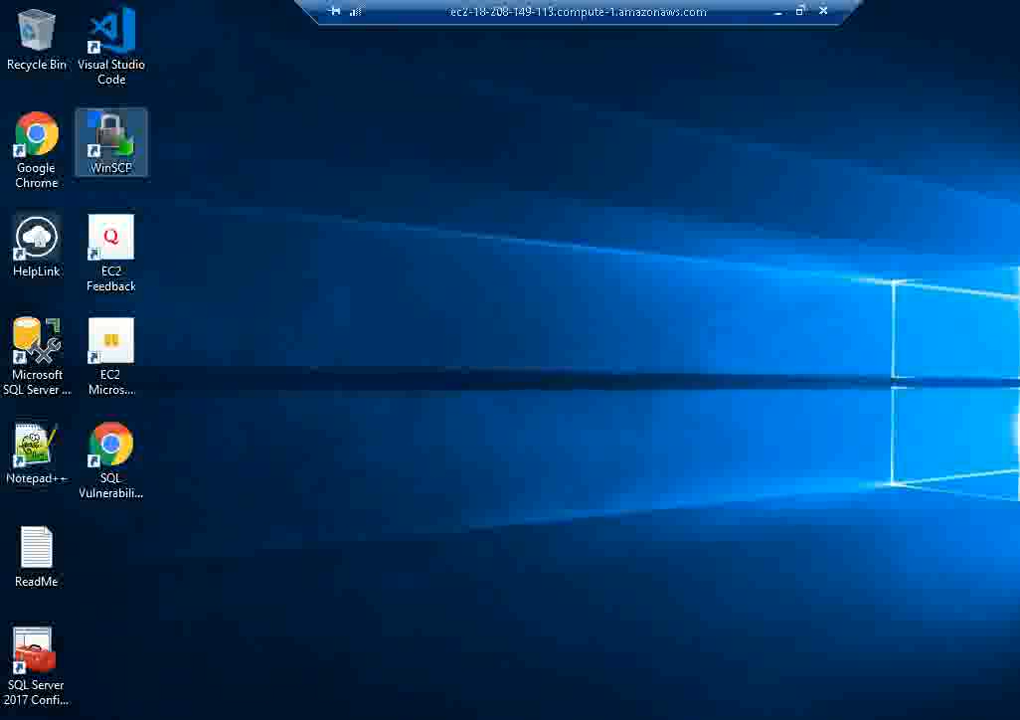 ec2-18-208-149-113.compute-1.amazonaws.com
Recycle Bin
Visual Studio
Code
Google
Chrome
WinSCP
HelpLink
Q
EC2
Feedback
Microsoft
SQL Server ...
EC2
Micros...
Notepad++
SQL
Vulnerabili...
ReadMe
SQL Server
2017 Confi...